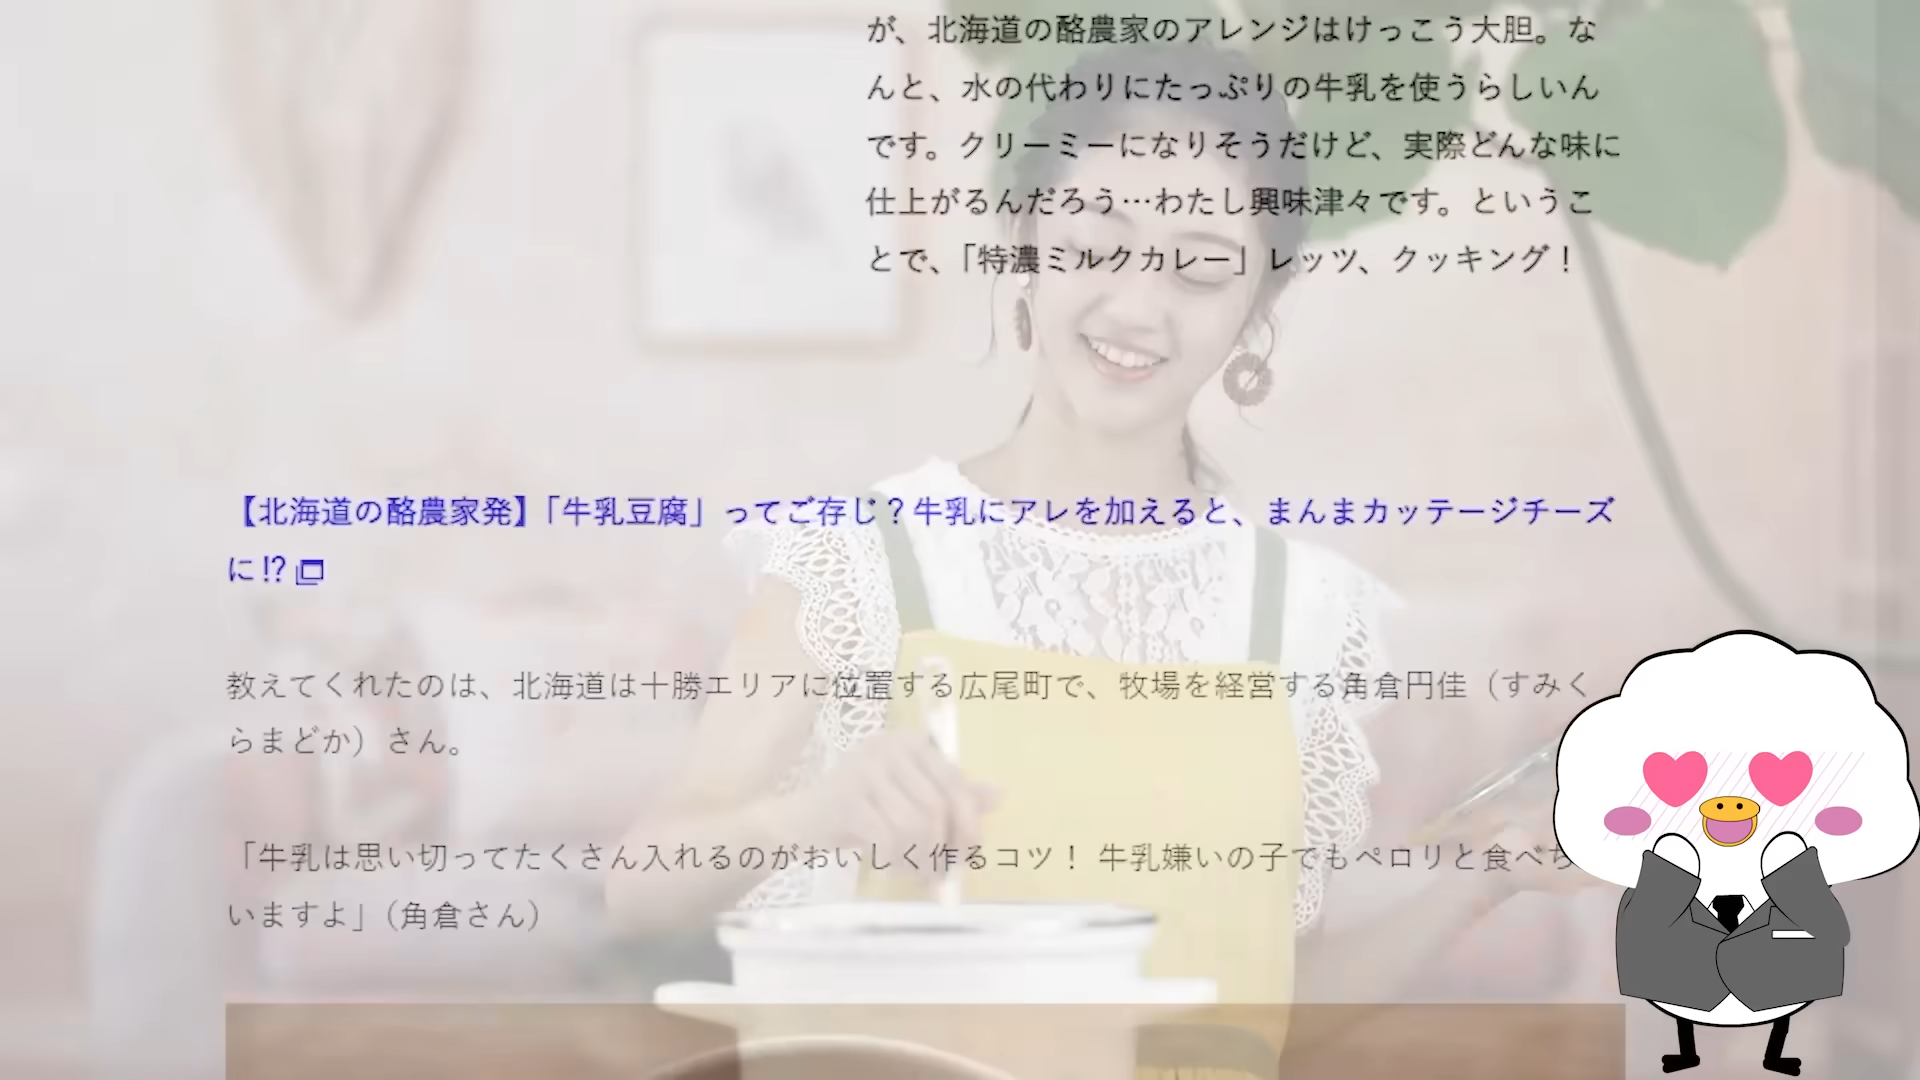 が、北海道の酪農家のアレンジはけっこう大胆。な
んと、水の代わりにたっぷりの牛乳を使うらしいん
です。クリーミーになりそうだけど、実際どんな味に
仕上がるんだろう…わたし興味津々です。というこ
とで、「特濃ミルクカレー」レッツ、クッキング！
【北海道の酪農家発】「牛乳豆腐」ってご存じ？牛乳にアレを加えると、まんまカッテージチーズ
に!?
教えてくれたのは、北海道は十勝エリアに位置する広尾町で、牧場を経営する角倉円佳（すみく
らまどか）さん。
「牛乳は思い切ってたくさん入れるのがおいしく作るコツ！ 牛乳嫌いの子でもペロリと食べち
いますよ」（角倉さん）